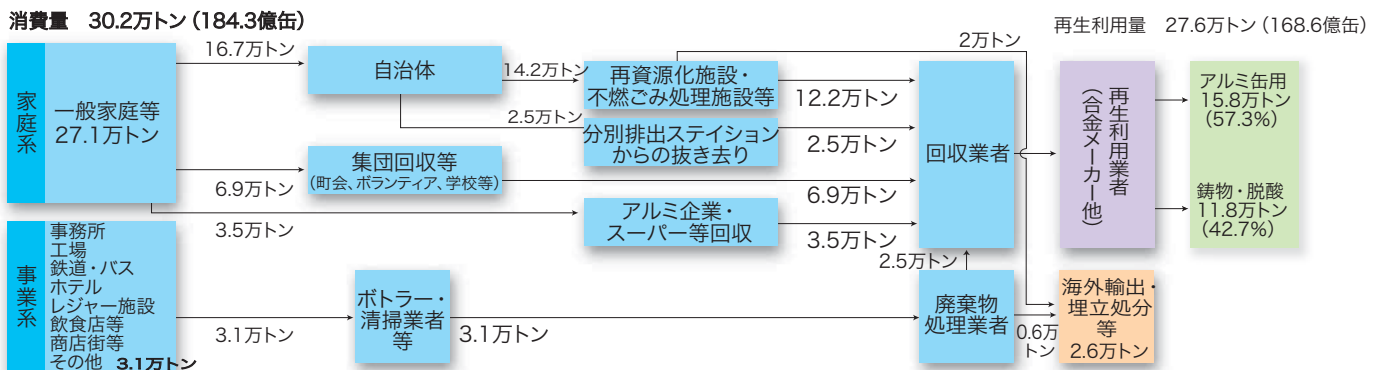 消費量 30.2万トン（184.3億缶）
再生利用量 27.6万トン（168.6億缶）
家庭系
一般家庭等
27.1万トン
16.7万トン
自治体
14.2万トン
再資源化施設・
不燃ごみ処理施設等
12.2万トン
2万トン
2.5万トン
分別排出ステイション
からの抜き去り
2.5万トン
6.9万トン
集団回収等
（町会、ボランティア、学校等）
6.9万トン
3.5万トン
アルミ企業・
スーパー等回収
3.5万トン
回収業者
再生利用業者
（合金メーカー他）
アルミ缶用
15.8万トン
（57.3%）
鋳物・脱酸
11.8万トン
（42.7%）
事業系
事務所
工場
鉄道・バス
ホテル
レジャー施設
飲食店等
商店街等
その他 3.1万トン
3.1万トン
ボトラー・
清掃業者
等
3.1万トン
2.5万トン
廃棄物
処理業者
0.6万
トン
海外輸出・
埋立処分
等
2.6万トン